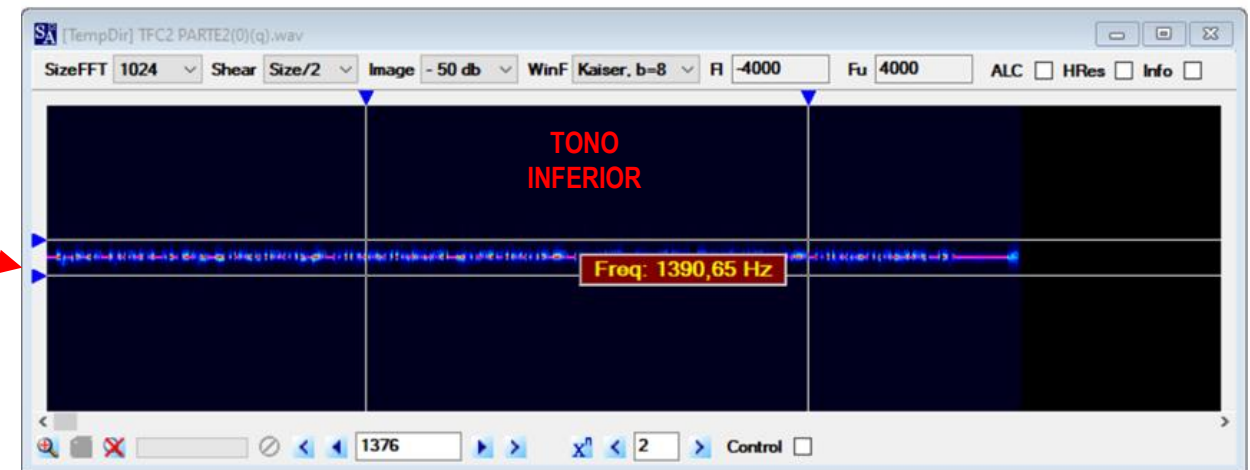 SA [TempDir] TFC2 PARTE2(0)(q).wav
SizeFFT 1024 Shear Size/2 Image - 50 db WinF Kaiser, b=8 Fl -4000 Fu 4000 ALC HRes Info
TONO
INFERIOR
Freq: 1390,65 Hz
1376 xⁿ 2 Control